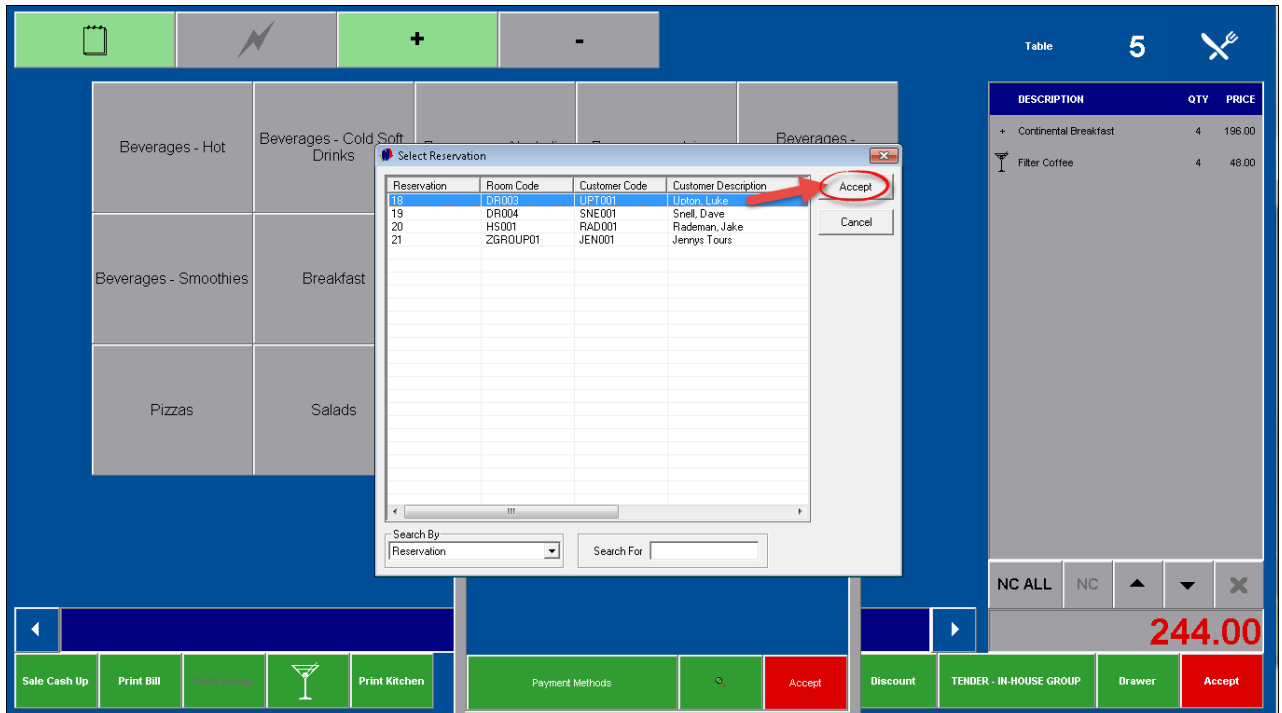 +
-
Table
5
DESCRIPTION QTY PRICE
+ Continental Breakfast 4 196.00
Filter Coffee 4 48.00
Beverages - Hot
Beverages - Cold Soft
Drinks
Beverages -
Beverages - Smoothies
Breakfast
Pizzas
Salads
Select Reservation
Reservation Room Code Customer Code Customer Description
18 DR003 UPT001 Upton, Luke
19 DR004 SNE001 Snell, Dave
20 HS001 RAD001 Rademan, Jake
21 ZGROUP01 JEN001 Jennys Tours
Accept
Cancel
Search By
Reservation
Search For
NC ALL NC
244.00
Sale Cash Up
Print Bill
Print Kitchen
Payment Methods
Accept
Discount
TENDER - IN-HOUSE GROUP
Drawer
Accept